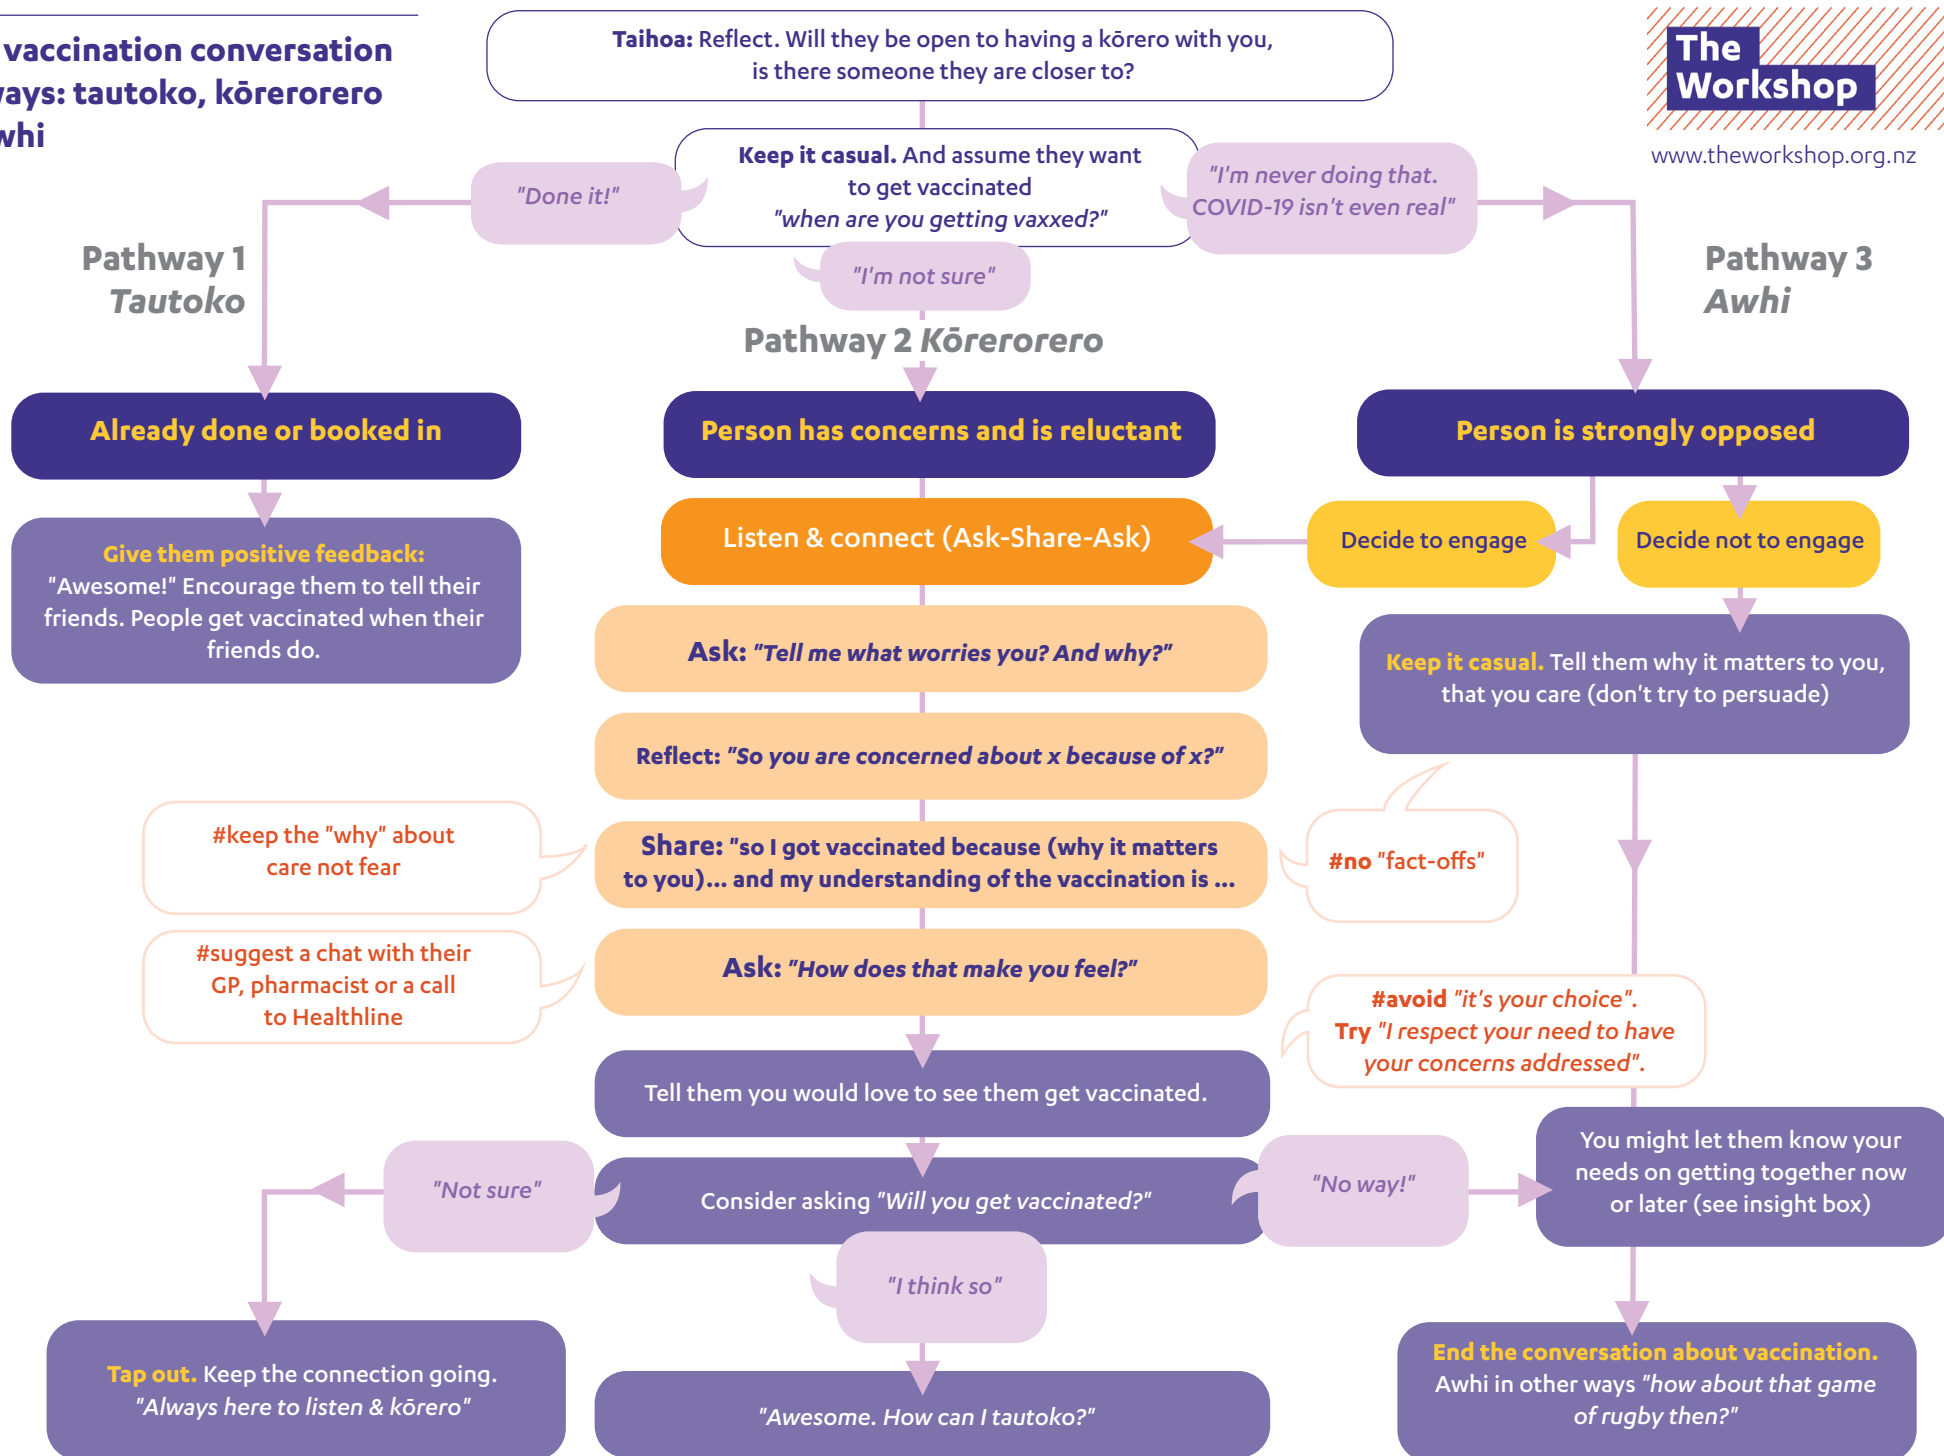 vaccination conversation
ways: tautoko, kōrerorero
whi
Taihoa: Reflect. Will they be open to having a kōrero with you,
is there someone they are closer to?
The
Workshop
www.theworkshop.org.nz
Keep it casual. And assume they want
to get vaccinated
"when are you getting vaxxed?"
"Done it!"
"I'm never doing that.
COVID-19 isn't even real"
"I'm not sure"
Pathway 1
Tautoko
Pathway 2 Kōrerorero
Pathway 3
Awhi
Already done or booked in
Person has concerns and is reluctant
Person is strongly opposed
Give them positive feedback:
"Awesome!" Encourage them to tell their
friends. People get vaccinated when their
friends do.
Listen & connect (Ask-Share-Ask)
Decide to engage
Decide not to engage
Ask: "Tell me what worries you? And why?"
Keep it casual. Tell them why it matters to you,
that you care (don't try to persuade)
Reflect: "So you are concerned about x because of x?"
#keep the "why" about
care not fear
Share: "so I got vaccinated because (why it matters
to you)... and my understanding of the vaccination is ...
#no "fact-offs"
#suggest a chat with their
GP, pharmacist or a call
to Healthline
Ask: "How does that make you feel?"
#avoid "it's your choice".
Try "I respect your need to have
your concerns addressed".
Tell them you would love to see them get vaccinated.
"Not sure"
Consider asking "Will you get vaccinated?"
"No way!"
You might let them know your
needs on getting together now
or later (see insight box)
"I think so"
Tap out. Keep the connection going.
"Always here to listen & kōrero"
"Awesome. How can I tautoko?"
End the conversation about vaccination.
Awhi in other ways "how about that game
of rugby then?"